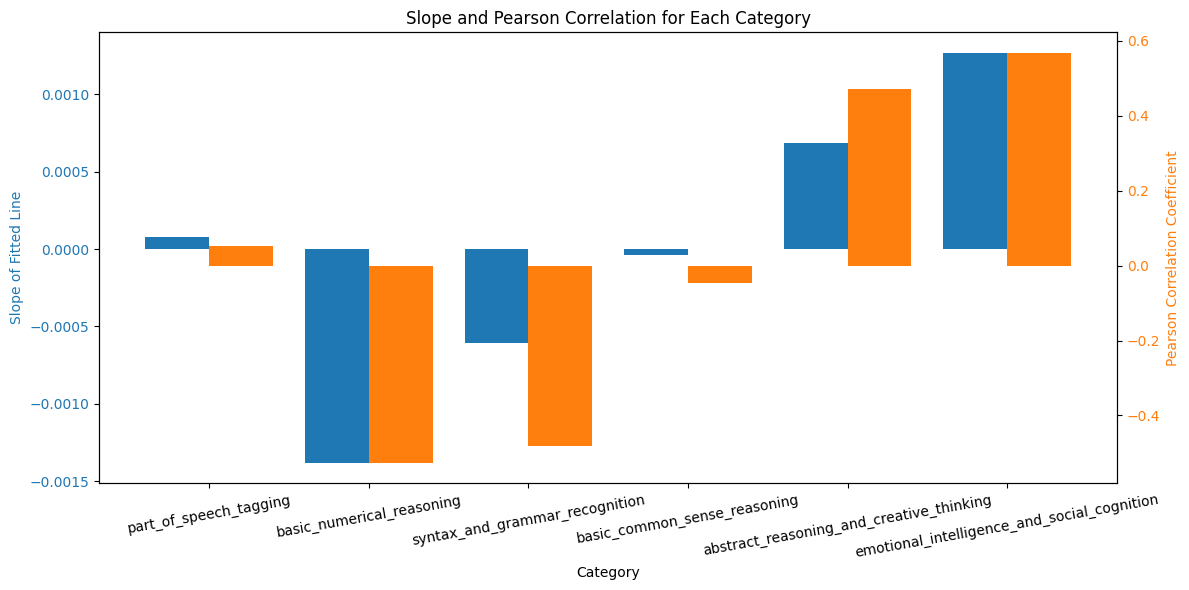 Slope and Pearson Correlation for Each Category
Slope of Fitted Line
0.0010
0.0005
0.0000
−0.0005
−0.0010
−0.0015
0.6
0.4
0.2
0.0
−0.2
−0.4
Pearson Correlation Coefficient
part_of_speech_tagging
basic_numerical_reasoning
syntax_and_grammar_recognition
basic_common_sense_reasoning
abstract_reasoning_and_creative_thinking
emotional_intelligence_and_social_cognition
Category